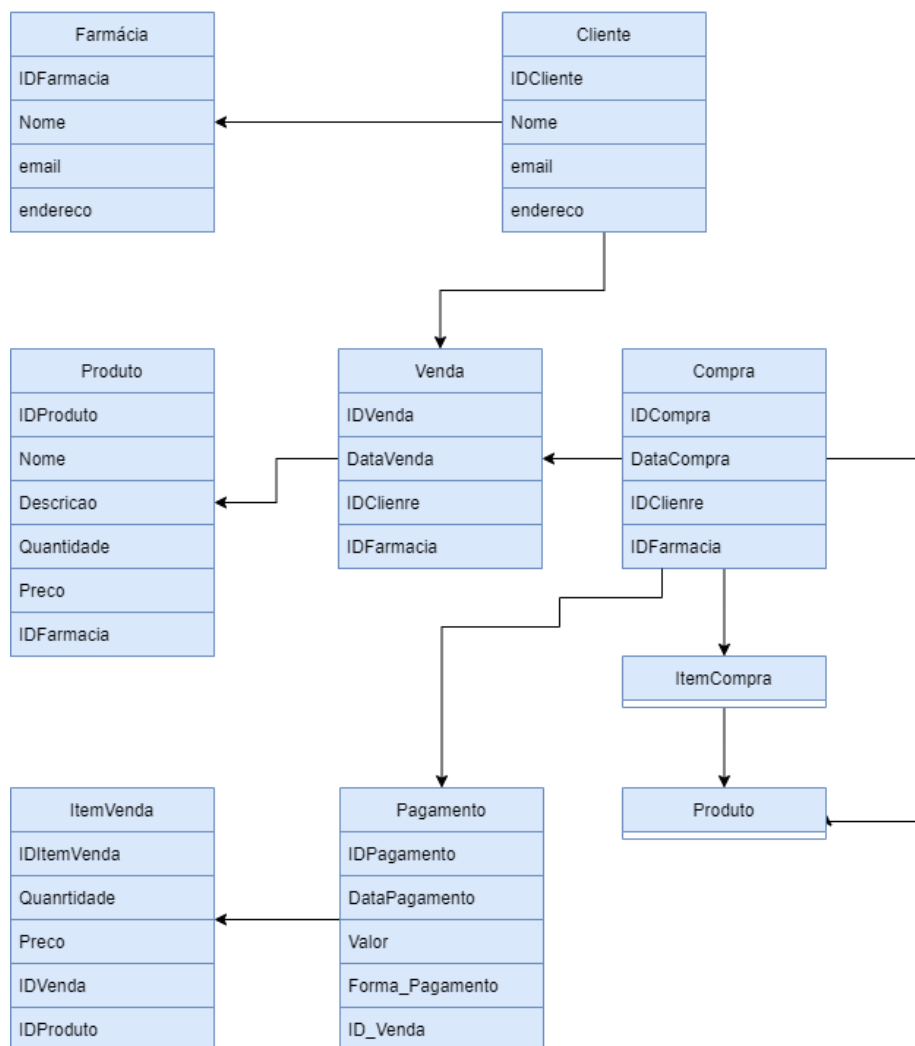 Farmácia
IDFarmacia
Nome
email
endereco
Cliente
IDCliente
Nome
email
endereco
Produto
IDProduto
Nome
Descricao
Quantidade
Preco
IDFarmacia
Venda
IDVenda
DataVenda
IDClienre
IDFarmacia
Compra
IDCompra
DataCompra
IDClienre
IDFarmacia
ItemCompra
Produto
ItemVenda
IDItemVenda
Quanrtidade
Preco
IDVenda
IDProduto
Pagamento
IDPagamento
DataPagamento
Valor
Forma_Pagamento
ID_Venda